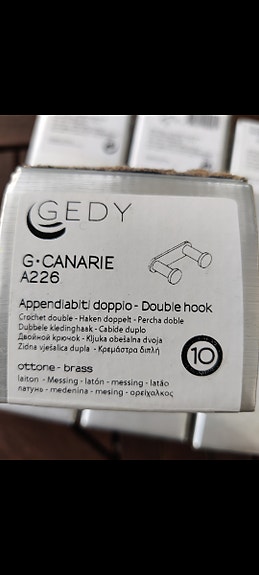 GEDY
G•CANARIE
A226
Appendiabiti doppio - Double hook
Crochet double - Haken doppelt - Percha doble
Dubbele kledinghaak - Cabide duplo
Двойной крючок - Kljuka obešalna dvoja
Zidna vješalica dupla - Κρεμάστρα διπλή
10
ottone - brass
laiton - Messing - latón - messing - latão
латунь - medenina - mesing - ορείχαλκος